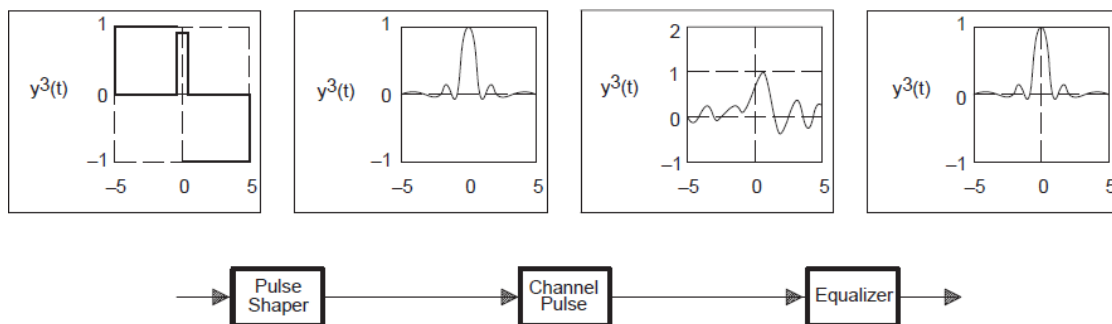 1
y³(t)
0
–1
–5 0 5
1
y³(t)
0
–1
–5 0 5
2
1
y³(t)
0
–1
–5 0 5
1
y³(t)
0
–1
–5 0 5
Pulse
Shaper
Channel
Pulse
Equalizer